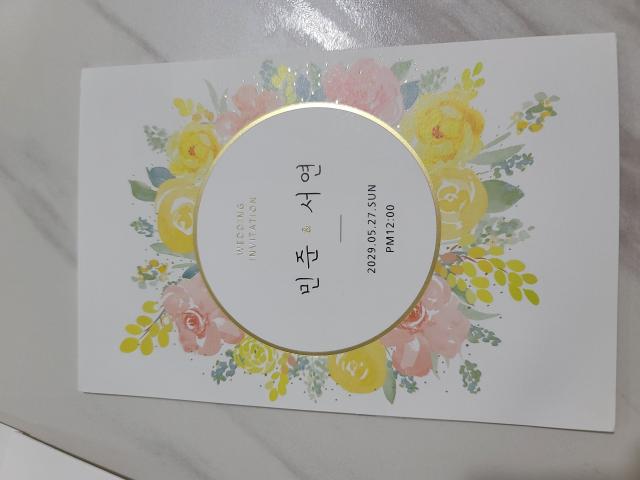 WEDDING
INVITATION
민준 & 서연
2029.05.27.SUN
PM12:00